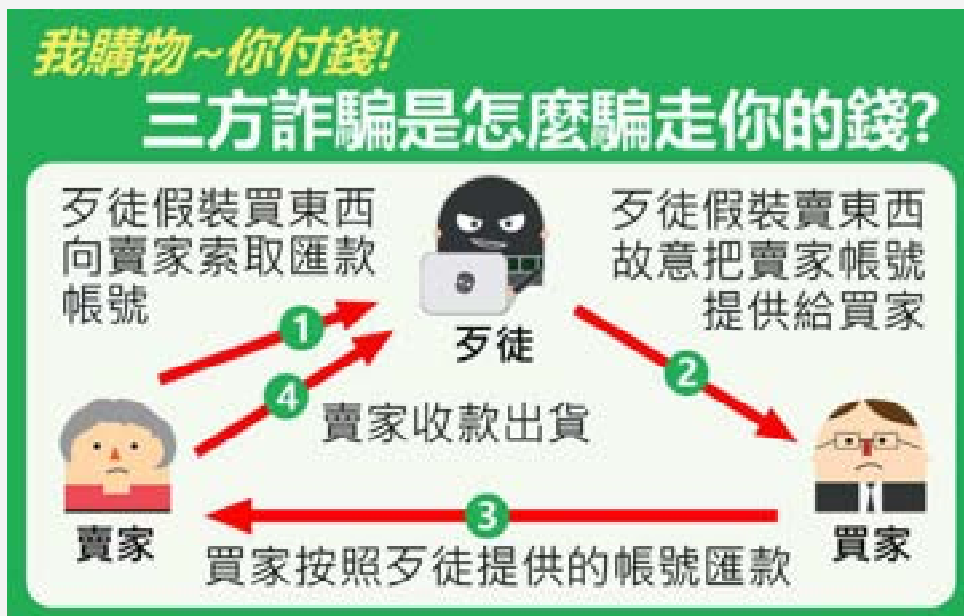 我購物~你付錢!
三方詐騙是怎麼騙走你的錢?
歹徒假裝買東西
向賣家索取匯款
帳號
歹徒假裝賣東西
故意把賣家帳號
提供給買家
1
歹徒
2
4
賣家收款出貨
3
賣家
買家
買家按照歹徒提供的帳號匯款